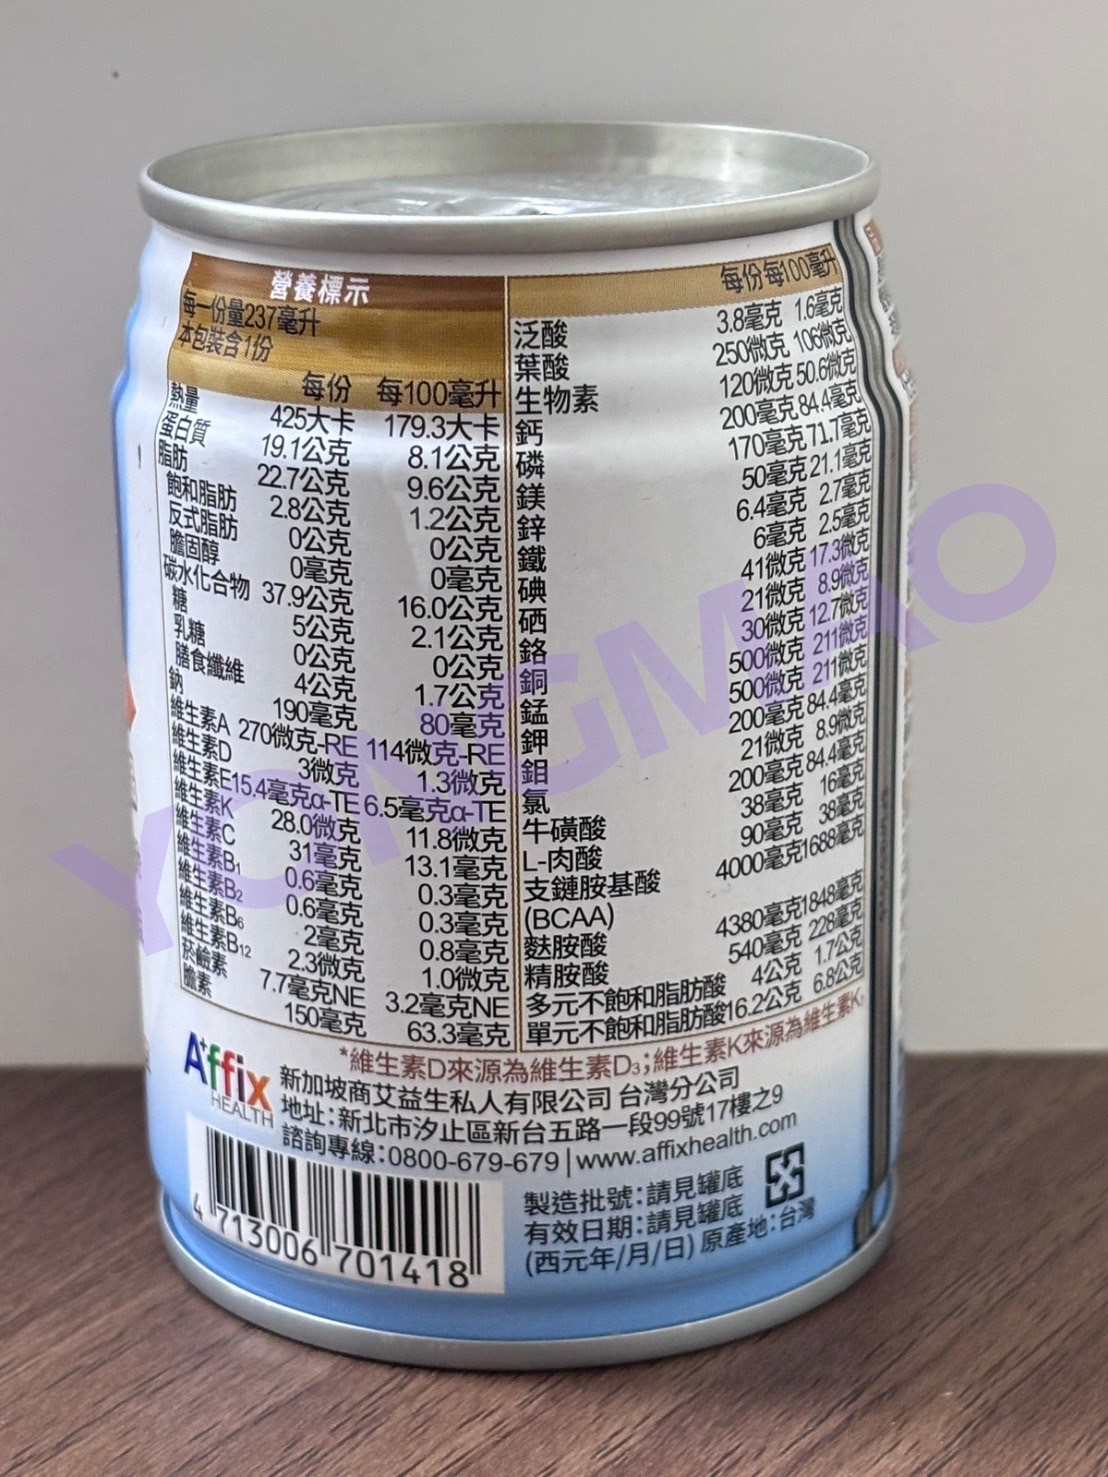 營養標示
每一份量237毫升
本包裝含1份
每份 每100毫升
熱量 425大卡 179.3大卡
蛋白質 19.1公克 8.1公克
脂肪 22.7公克 9.6公克
飽和脂肪 2.8公克 1.2公克
反式脂肪 0公克 0公克
膽固醇 0毫克 0毫克
碳水化合物 37.9公克 16.0公克
糖 5公克 2.1公克
乳糖 0公克 0公克
膳食纖維 4公克 1.7公克
鈉 190毫克 80毫克
維生素A 270微克-RE 114微克-RE
維生素D 3微克 1.3微克
維生素E 15.4毫克α-TE 6.5毫克α-TE
維生素K 28.0微克 11.8微克
維生素C 31毫克 13.1毫克
維生素B1 0.6毫克 0.3毫克
維生素B2 0.6毫克 0.3毫克
維生素B6 2毫克 0.8毫克
維生素B12 2.3微克 1.0微克
菸鹼素 7.7毫克NE 3.2毫克NE
膽素 150毫克 63.3毫克
每份 每100毫升
泛酸 3.8毫克 1.6毫克
葉酸 250微克 106微克
生物素 120微克 50.6微克
鈣 200毫克 84.4毫克
磷 170毫克 71.7毫克
鎂 50毫克 21.1毫克
鋅 6.4毫克 2.7毫克
鐵 6毫克 2.5毫克
碘 41微克 17.3微克
硒 21微克 8.9微克
鉻 30微克 12.7微克
銅 500微克 211微克
錳 500微克 211微克
鉀 200毫克 84.4毫克
鉬 21微克 8.9微克
氯 200毫克 84.4毫克
牛磺酸 38毫克 16毫克
L-肉酸 90毫克 38毫克
支鏈胺基酸 4000毫克 1688毫克
(BCAA)
麩胺酸 4380毫克 1848毫克
精胺酸 540毫克 228毫克
多元不飽和脂肪酸 4公克 1.7公克
單元不飽和脂肪酸 16.2公克 6.8公克
*維生素D來源為維生素D3;維生素K來源為維生素K1
A+ffix
HEALTH
新加坡商艾益生私人有限公司 台灣分公司
地址:新北市汐止區新台五路一段99號17樓之9
諮詢專線:0800-679-679|www.affixhealth.com
製造批號:請見罐底
有效日期:請見罐底
(西元年/月/日) 原產地:台灣
4 713006 701418
YONGMAO